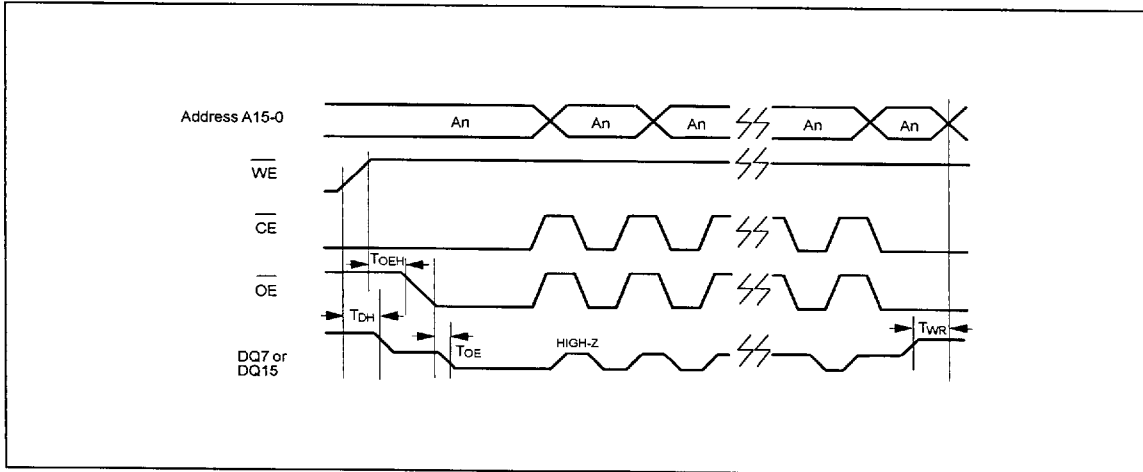 Address A15-0
An An An An An
WE
CE
TOEH
OE
TDH
TWR
TOE
HIGH-Z
DQ7 or
DQ15